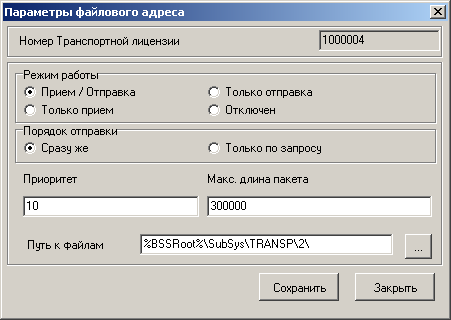 Параметры файлового адреса
Номер Транспортной лицензии 1000004
Режим работы
Прием / Отправка Только отправка
Только прием Отключен
Порядок отправки
Сразу же Только по запросу
Приоритет Макс. длина пакета
10 300000
Путь к файлам %BSSRoot%\SubSys\TRANSP\2\ ...
Сохранить Закрыть